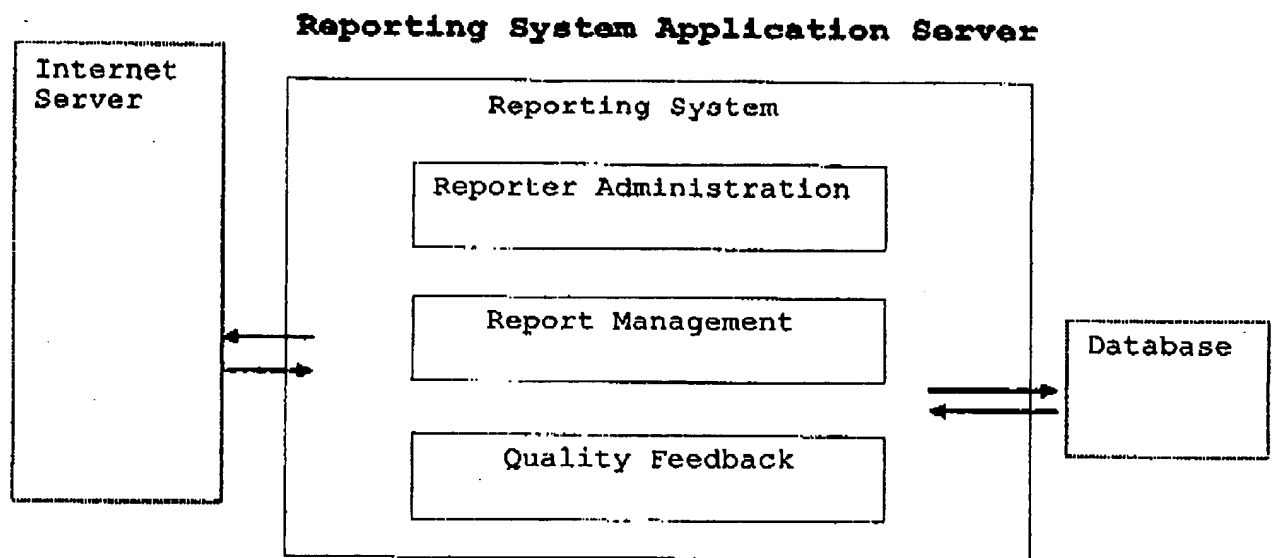 Reporting System Application Server
Internet
Server
Reporting System
Reporter Administration
Report Management
Database
Quality Feedback